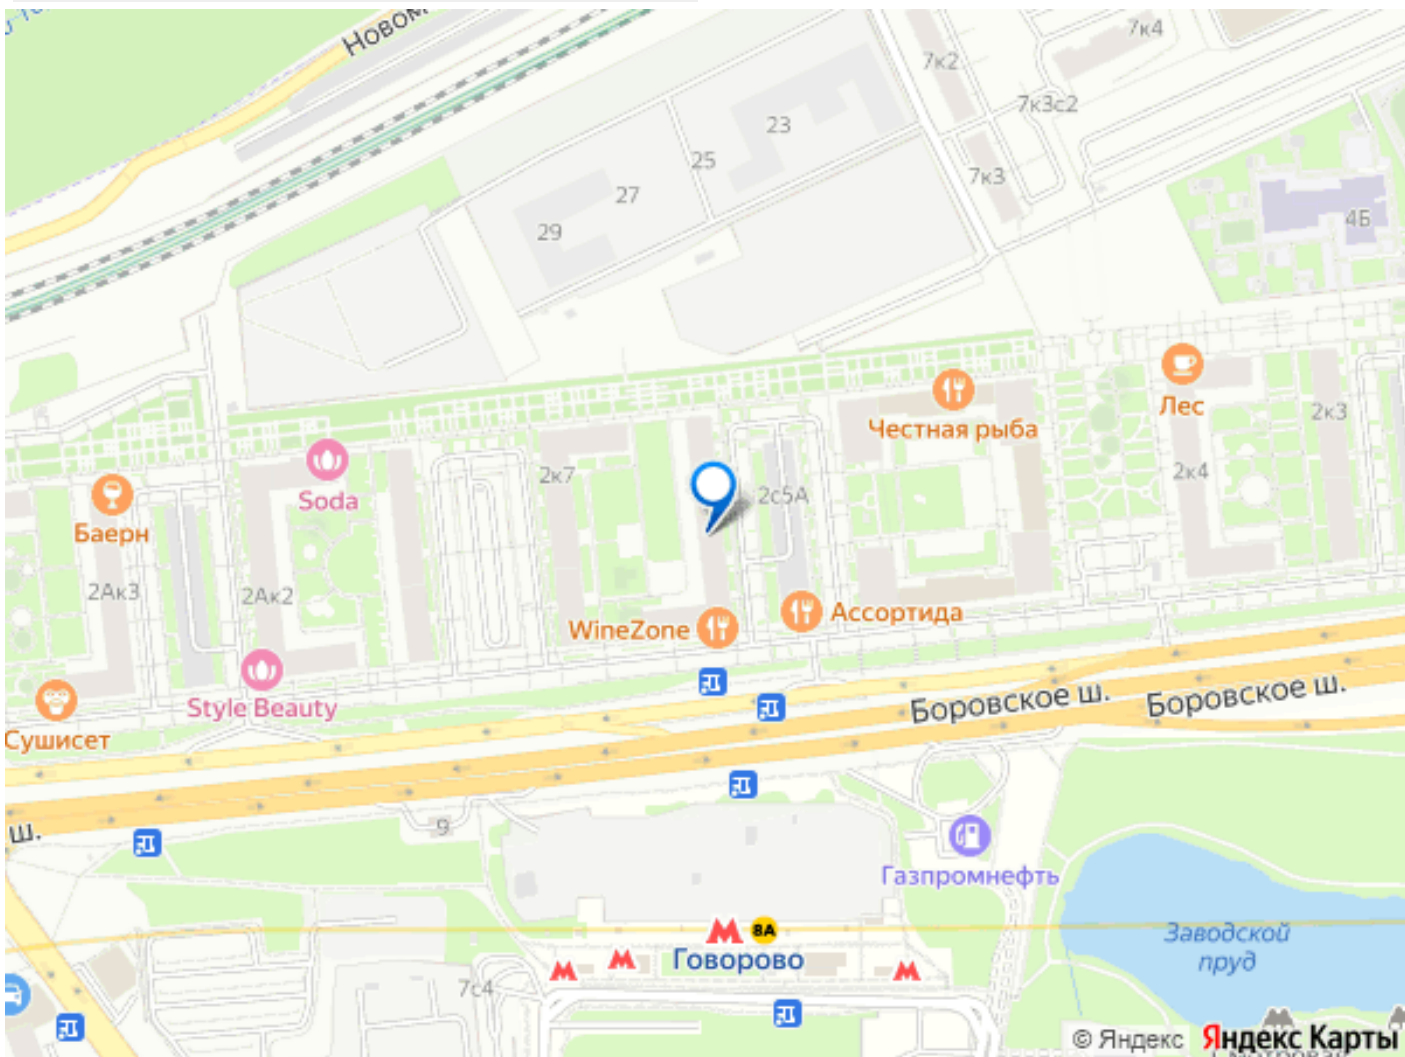 Новом
7к4
7к2
7к3с2
23
25
7к3
27
4Б
29
Лес
2к3
Честная рыба
2к7
2к4
Soda
2с5А
Баерн
2Ак3
2Ак2
Ассортида
WineZone
Боровское ш.
Боровское ш.
Style Beauty
Сушисет
ш.
9
Газпромнефть
8А
Говорово
Заводской
пруд
7с4
© Яндекс Яндекс Карты